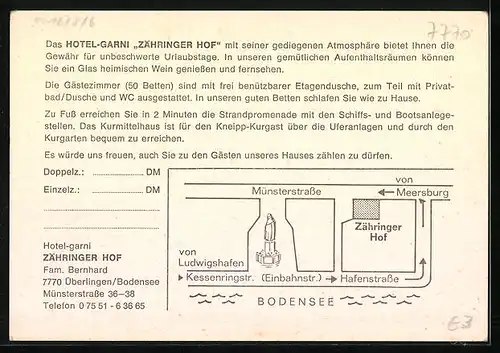 7770
Das HOTEL-GARNI „ZÄHRINGER HOF" mit seiner gediegenen Atmosphäre bietet Ihnen die
Gewähr für unbeschwerte Urlaubstage. In unseren gemütlichen Aufenthaltsräumen können
Sie ein Glas heimischen Wein genießen und fernsehen.
Die Gästezimmer (50 Betten) sind mit frei benützbarer Etagendusche, zum Teil mit Privat-
bad/Dusche und WC ausgestattet. In unseren guten Betten schlafen Sie wie zu Hause.
Zu Fuß erreichen Sie in 2 Minuten die Strandpromenade mit den Schiffs- und Bootsanlege-
stellen. Das Kurmittelhaus ist für den Kneipp-Kurgast über die Uferanlagen und durch den
Kurgarten bequem zu erreichen.
Es würde uns freuen, auch Sie zu den Gästen unseres Hauses zählen zu dürfen.
Doppelz.: .................... DM
Einzelz.: .................... DM
Hotel-garni
ZÄHRINGER HOF
Fam. Bernhard
7770 Überlingen/Bodensee
Münsterstraße 36–38
Telefon 0 75 51 - 6 36 65
von
Münsterstraße
Meersburg
Zähringer
Hof
von
Ludwigshafen
Kessenringstr. (Einbahnstr.) Hafenstraße
BODENSEE
E3